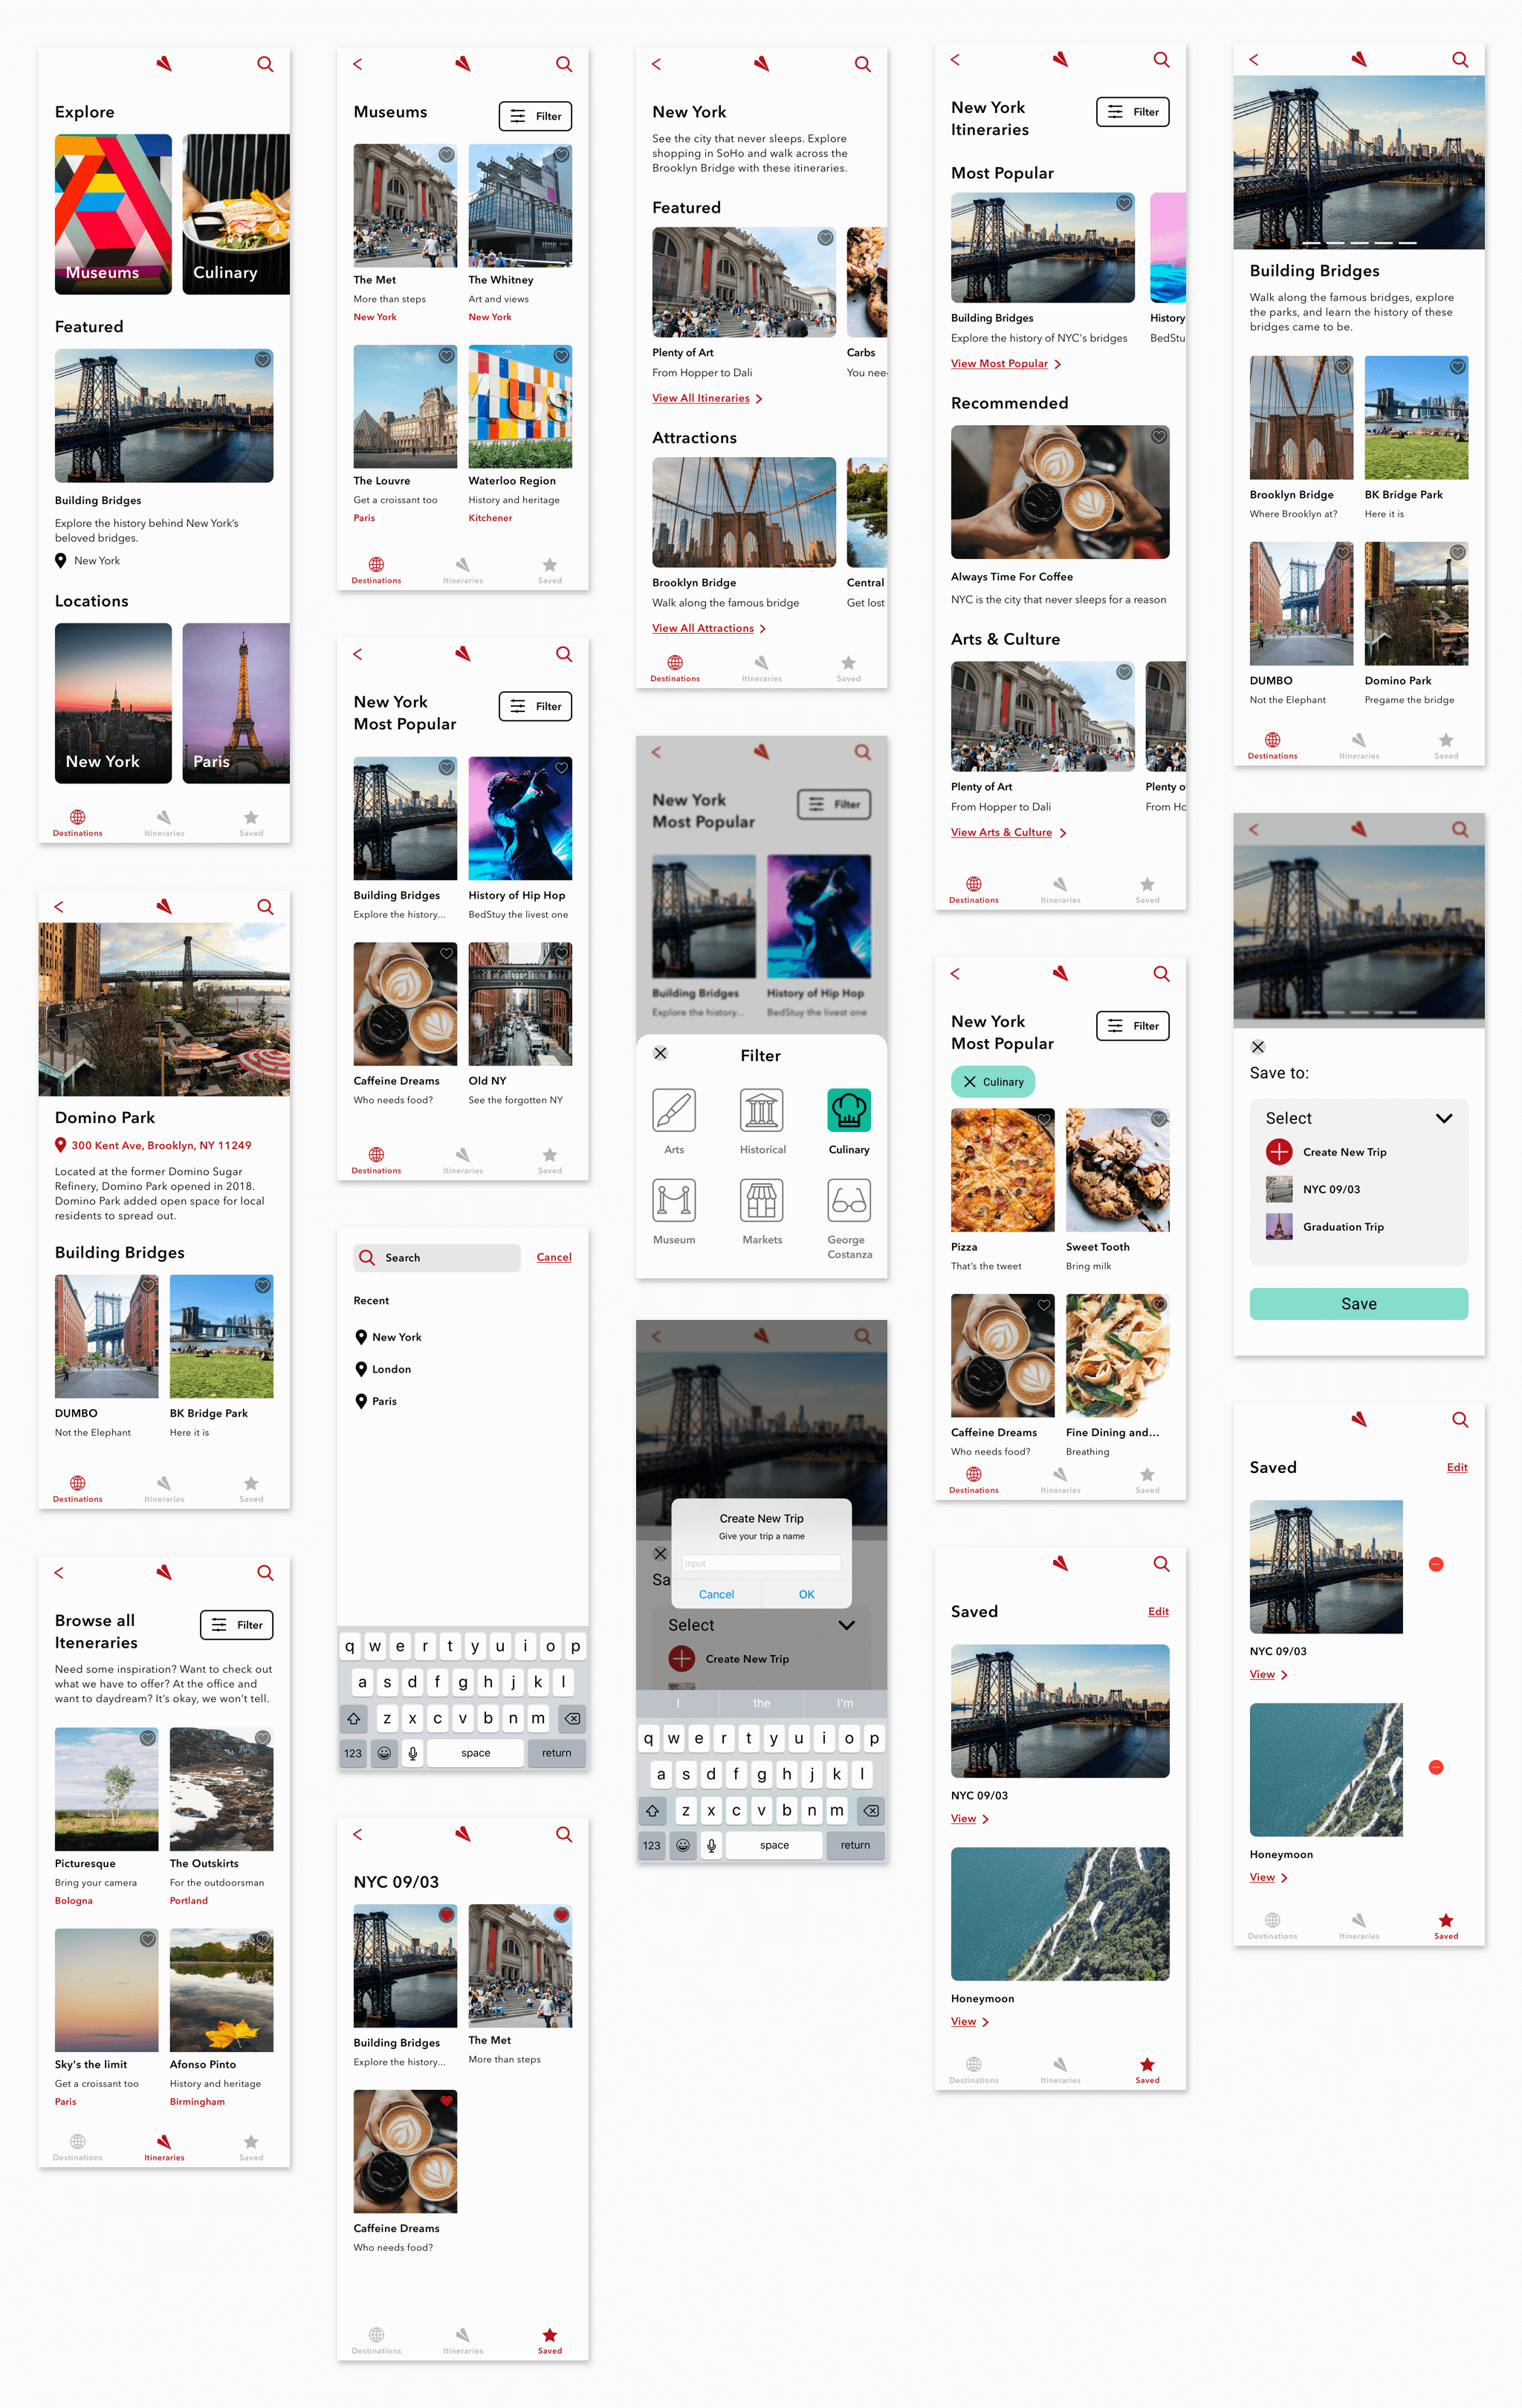 Explore
Museums
Culinary
Featured
Building Bridges
Explore the history behind New York's
beloved bridges.
New York
Locations
New York
Paris
Destinations
Itineraries
Saved
Domino Park
300 Kent Ave, Brooklyn, NY 11249
Located at the former Domino Sugar
Refinery, Domino Park opened in 2018.
Domino Park added open space for local
residents to spread out.
Building Bridges
DUMBO
BK Bridge Park
Not the Elephant
Here it is
Destinations
Itineraries
Saved
Browse all
Iteneraries
Filter
Need some inspiration? Want to check out
what we have to offer? At the office and
want to daydream? It's okay, we won't tell.
Picturesque
The Outskirts
Bring your camera
For the outdoorsman
Bologna
Portland
Sky's the limit
Afonso Pinto
Get a croissant too
History and heritage
Paris
Birmingham
Destinations
Itineraries
Saved
Museums
Filter
The Met
The Whitney
More than steps
Art and views
New York
New York
The Louvre
Waterloo Region
Get a croissant too
History and heritage
Paris
Kitchener
Destinations
Itineraries
Saved
New York
Most Popular
Filter
Building Bridges
History of Hip Hop
Explore the history...
BedStuy the livest one
Caffeine Dreams
Old NY
Who needs food?
See the forgotten NY
Destinations
Itineraries
Saved
Search
Cancel
Recent
New York
London
Paris
q w e r t y u i o p
a s d f g h j k l
z x c v b n m
123 space return
NYC 09/03
Building Bridges
The Met
Explore the history...
More than steps
Caffeine Dreams
Who needs food?
Destinations
Itineraries
Saved
New York
See the city that never sleeps. Explore
shopping in SoHo and walk across the
Brooklyn Bridge with these itineraries.
Featured
Plenty of Art
Carbs
From Hopper to Dali
You nee
View All Itineraries
Attractions
Brooklyn Bridge
Central
Walk along the famous bridge
Get lost
View All Attractions
Destinations
Itineraries
Saved
New York
Most Popular
Filter
Building Bridges
History of Hip Hop
Explore the history...
BedStuy the livest one
Filter
Arts
Historical
Culinary
Museum
Markets
George
Costanza
Create New Trip
Give your trip a name
Input
Cancel
OK
Sa
Select
Create New Trip
I the I'm
q w e r t y u i o p
a s d f g h j k l
z x c v b n m
123 space return
New York
Itineraries
Filter
Most Popular
Building Bridges
History
Explore the history of NYC's bridges
BedStu
View Most Popular
Recommended
Always Time For Coffee
NYC is the city that never sleeps for a reason
Arts & Culture
Plenty of Art
Plenty o
From Hopper to Dali
From Ho
View Arts & Culture
Destinations
Itineraries
Saved
New York
Most Popular
Filter
Culinary
Pizza
Sweet Tooth
That's the tweet
Bring milk
Caffeine Dreams
Fine Dining and...
Who needs food?
Breathing
Destinations
Itineraries
Saved
Saved
Edit
NYC 09/03
View
Honeymoon
View
Destinations
Itineraries
Saved
Building Bridges
Walk along the famous bridges, explore
the parks, and learn the history of these
bridges came to be.
Brooklyn Bridge
BK Bridge Park
Where Brooklyn at?
Here it is
DUMBO
Domino Park
Not the Elephant
Pregame the bridge
Destinations
Itineraries
Saved
Save to:
Select
Create New Trip
NYC 09/03
Graduation Trip
Save
Saved
Edit
NYC 09/03
View
Honeymoon
View
Destinations
Itineraries
Saved